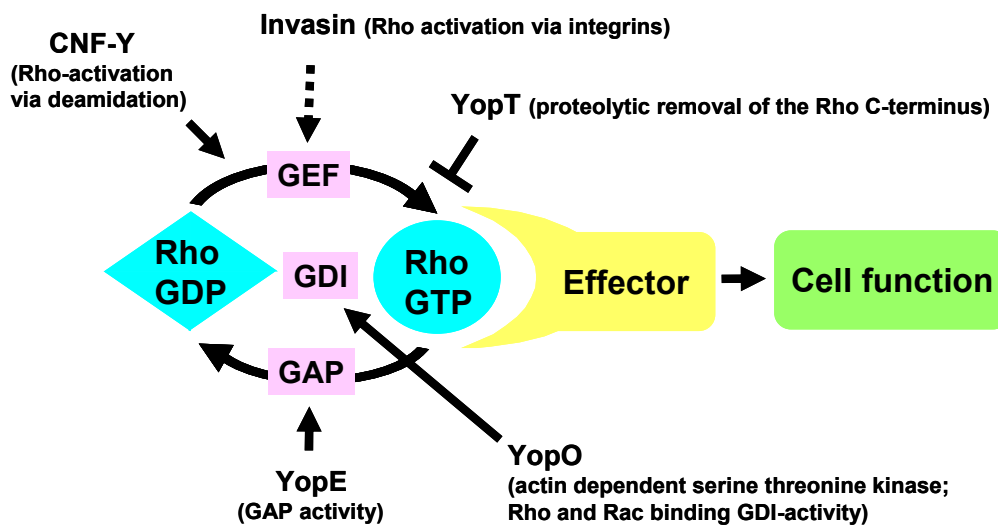 Invasin (Rho activation via integrins)
CNF-Y
(Rho-activation
via deamidation)
YopT (proteolytic removal of the Rho C-terminus)
GEF
Rho
GDP
GDI
Rho
GTP
Effector
Cell function
GAP
YopE
(GAP activity)
YopO
(actin dependent serine threonine kinase;
Rho and Rac binding GDI-activity)